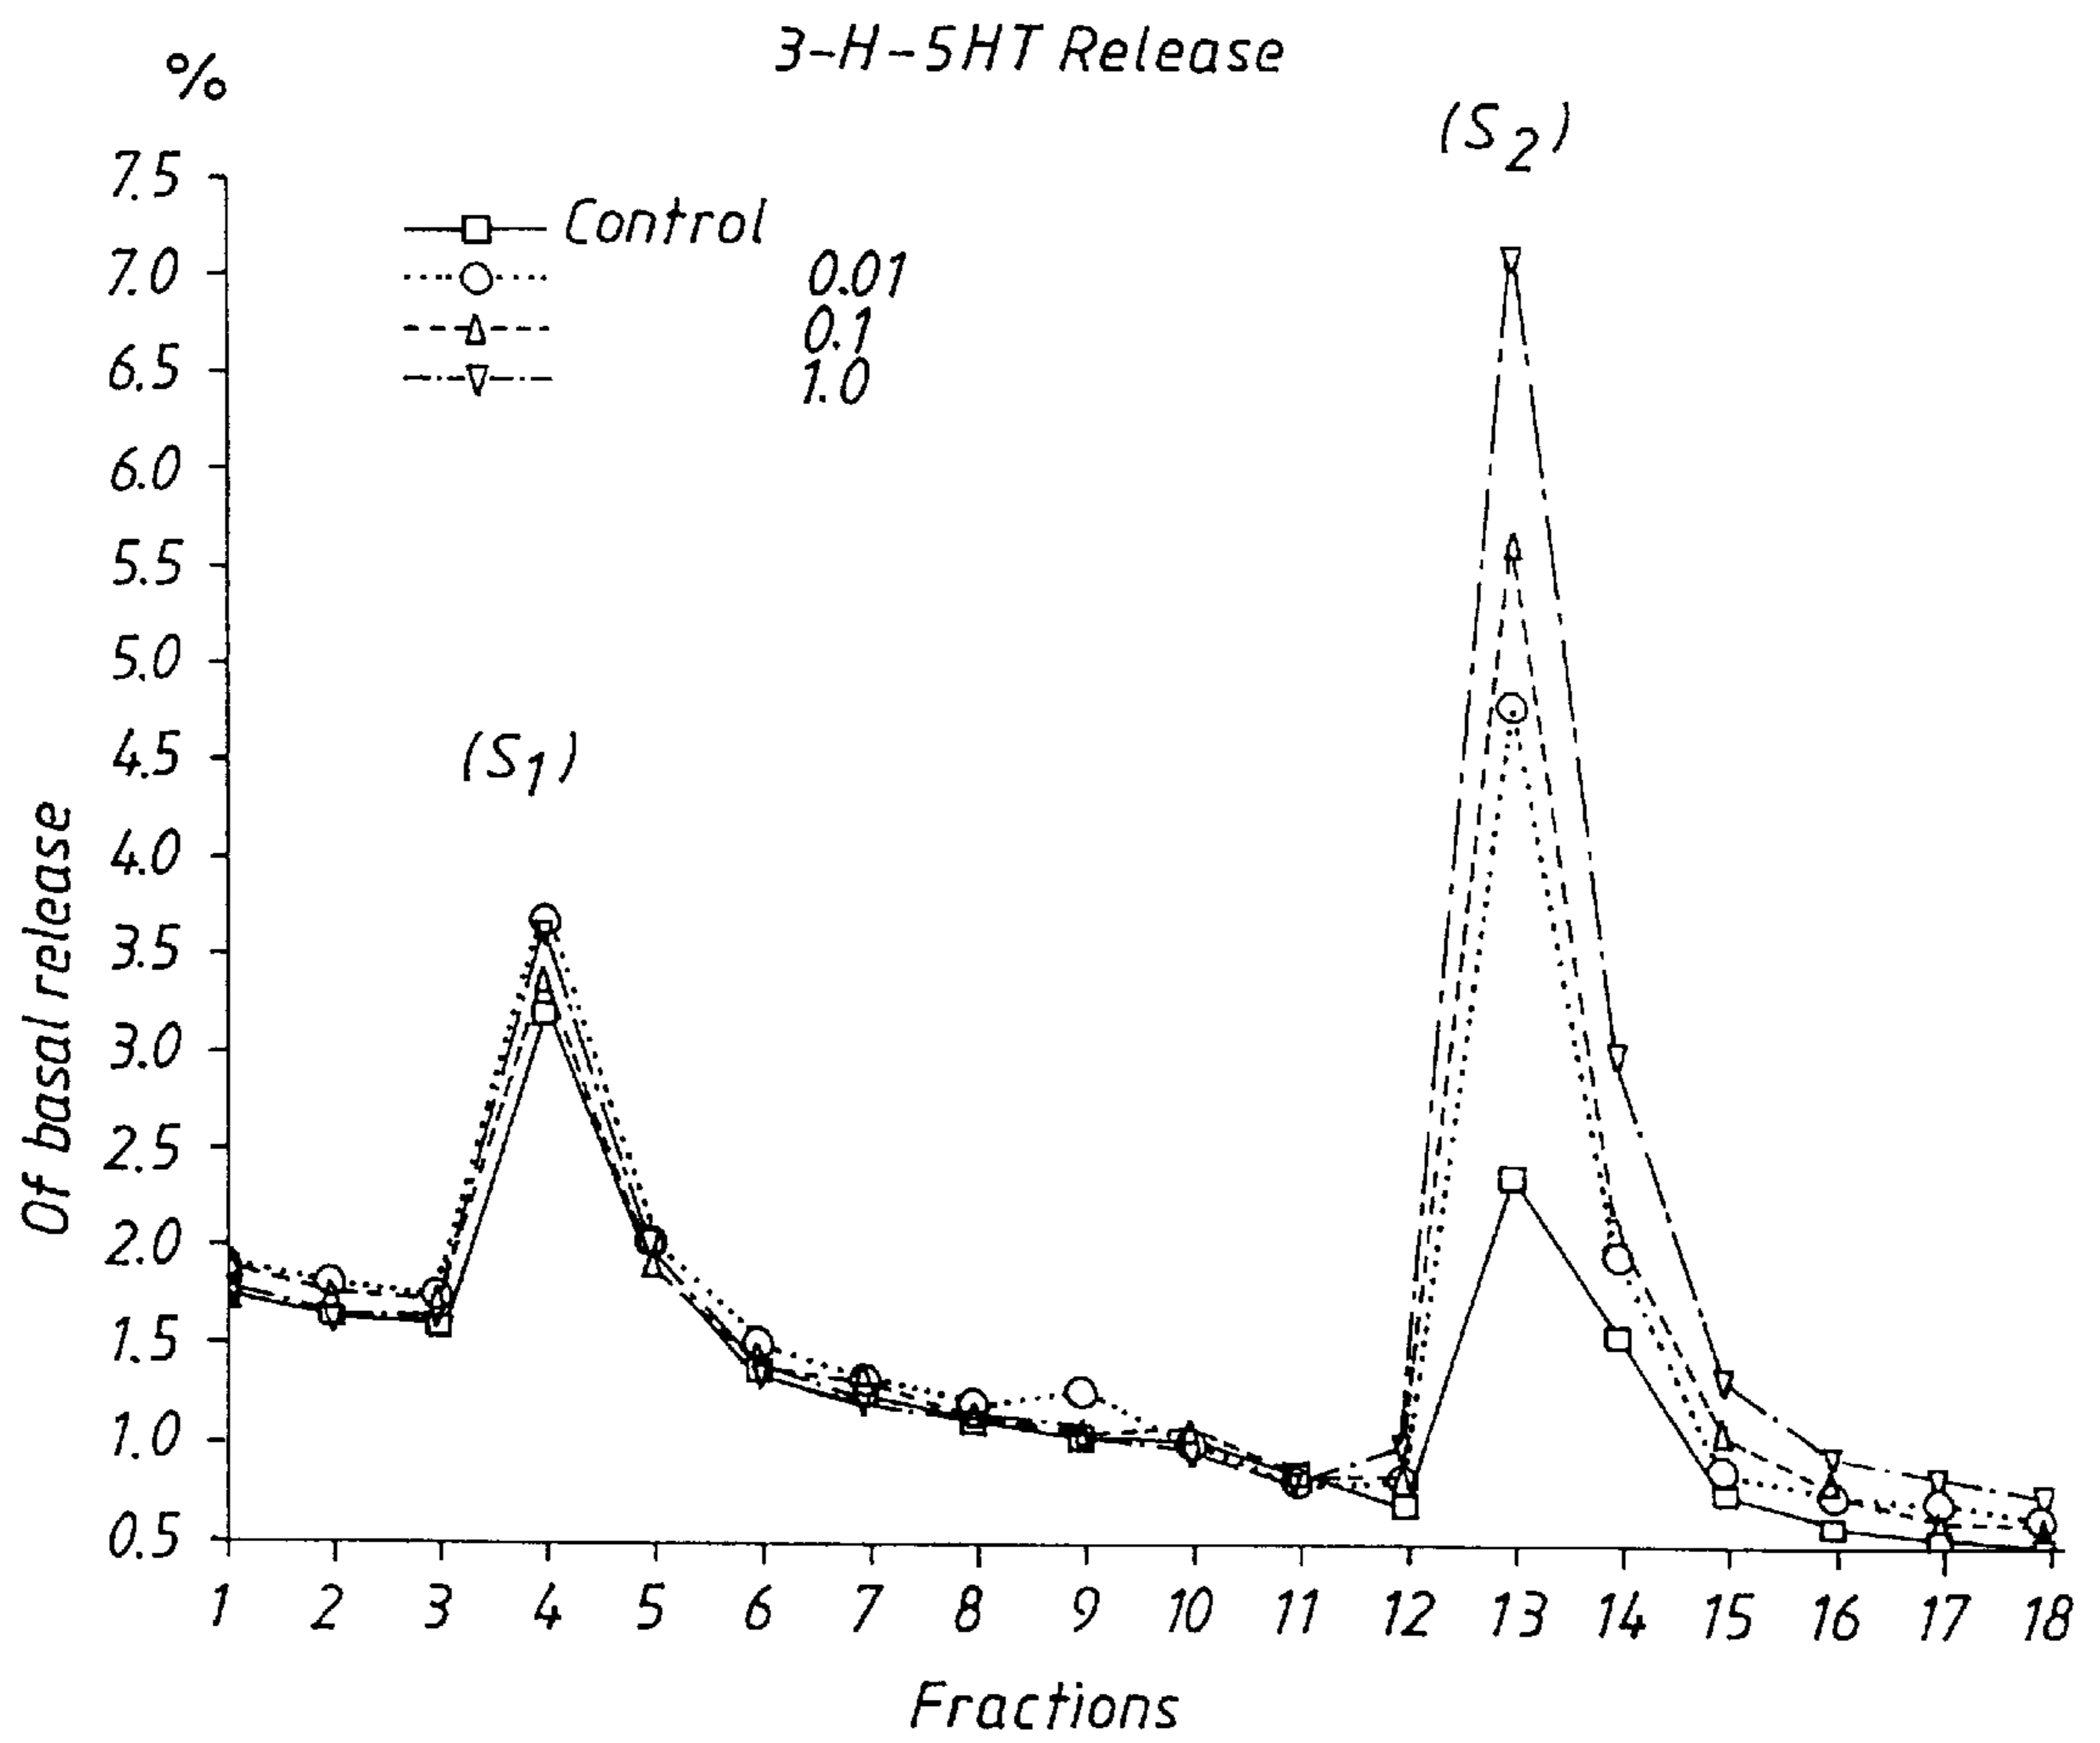 3-H-5HT Release
%
(S2)
7.5
Control
7.0
0.01
0.1
6.5
1.0
6.0
5.5
5.0
4.5
(S1)
4.0
3.5
3.0
2.5
2.0
1.5
1.0
0.5
Of basal release
1 2 3 4 5 6 7 8 9 10 11 12 13 14 15 16 17 18
Fractions